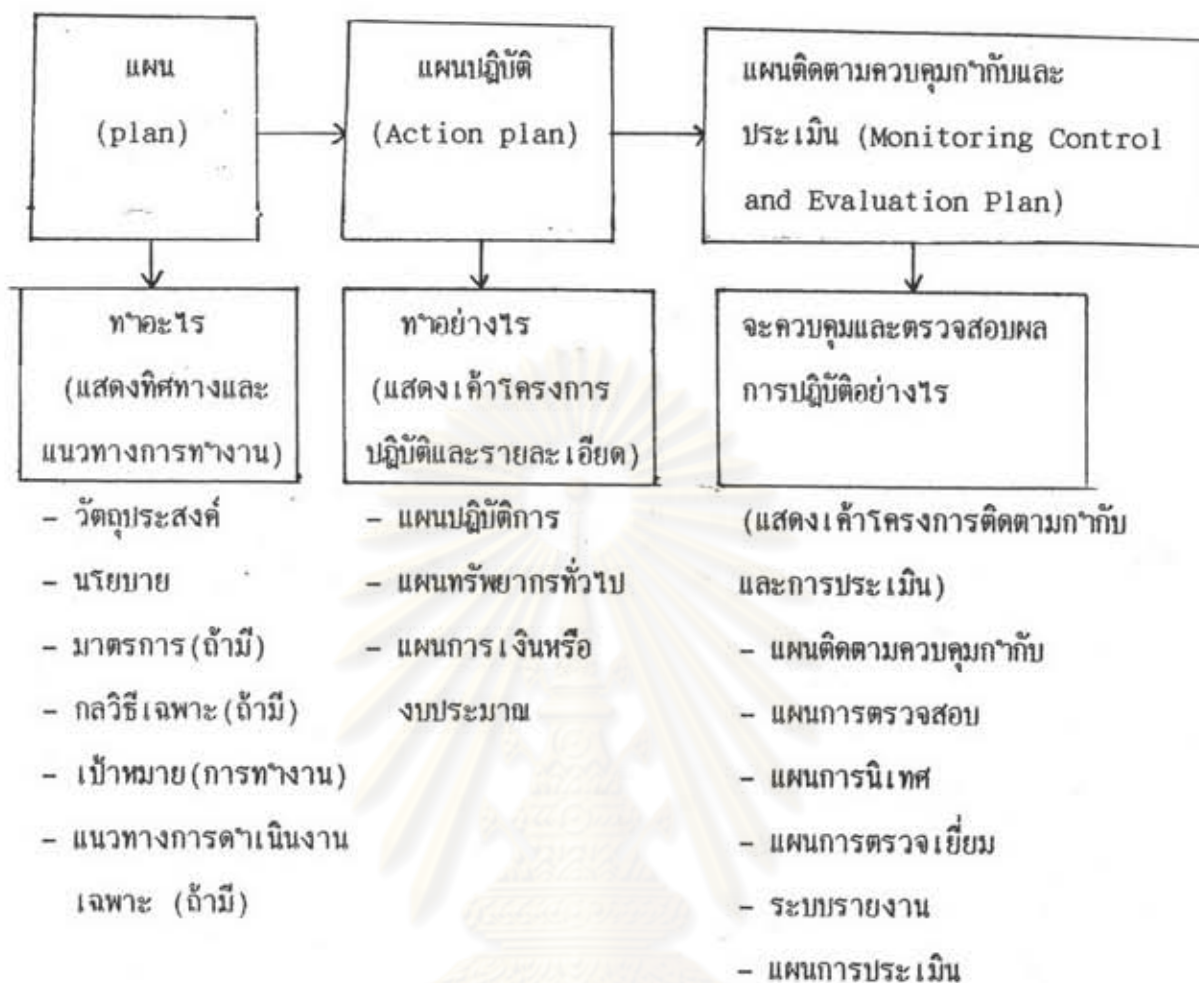 แผน
(plan)
แผนปฏิบัติ
(Action plan)
แผนติดตามควบคุมกำกับและ
ประเมิน (Monitoring Control
and Evaluation Plan)
ทำอะไร
(แสดงทิศทางและ
แนวทางการทำงาน)
- วัตถุประสงค์
- นโยบาย
- มาตรการ(ถ้ามี)
- กลวิธีเฉพาะ(ถ้ามี)
- เป้าหมาย(การทำงาน)
- แนวทางการดำเนินงาน
เฉพาะ (ถ้ามี)
ทำอย่างไร
(แสดงเค้าโครงการ
ปฏิบัติและรายละเอียด)
- แผนปฏิบัติการ
- แผนทรัพยากรทั่วไป
- แผนการเงินหรือ
งบประมาณ
จะควบคุมและตรวจสอบผล
การปฏิบัติอย่างไร
(แสดงเค้าโครงการติดตามกำกับ
และการประเมิน)
- แผนติดตามควบคุมกำกับ
- แผนการตรวจสอบ
- แผนการนิเทศ
- แผนการตรวจเยี่ยม
- ระบบรายงาน
- แผนการประเมิน